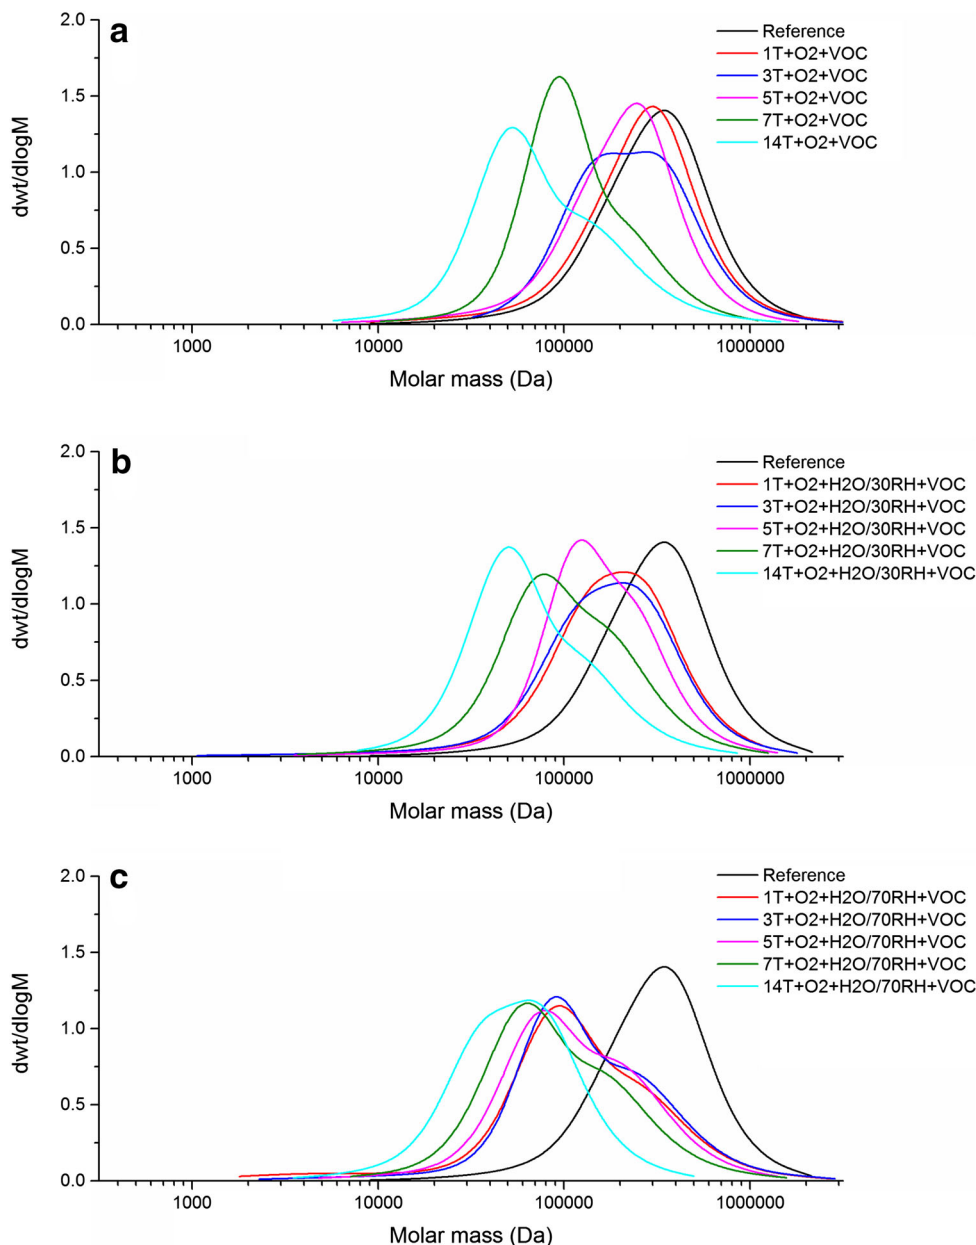 a
2.0
1.5
1.0
0.5
0.0
dwt/dlogM
Reference
1T+O2+VOC
3T+O2+VOC
5T+O2+VOC
7T+O2+VOC
14T+O2+VOC
1000 10000 100000 1000000
Molar mass (Da)
b
2.0
1.5
1.0
0.5
0.0
dwt/dlogM
Reference
1T+O2+H2O/30RH+VOC
3T+O2+H2O/30RH+VOC
5T+O2+H2O/30RH+VOC
7T+O2+H2O/30RH+VOC
14T+O2+H2O/30RH+VOC
1000 10000 100000 1000000
Molar mass (Da)
c
2.0
1.5
1.0
0.5
0.0
dwt/dlogM
Reference
1T+O2+H2O/70RH+VOC
3T+O2+H2O/70RH+VOC
5T+O2+H2O/70RH+VOC
7T+O2+H2O/70RH+VOC
14T+O2+H2O/70RH+VOC
1000 10000 100000 1000000
Molar mass (Da)